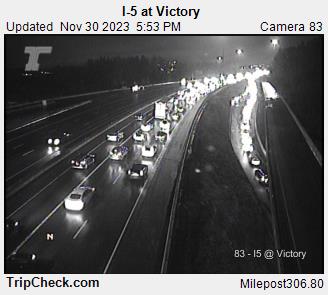 I-5 at Victory
Updated  Nov 30 2023  5:53 PM  Camera 83
T
N
83 - I5 @ Victory
TripCheck.com  Milepost306.80